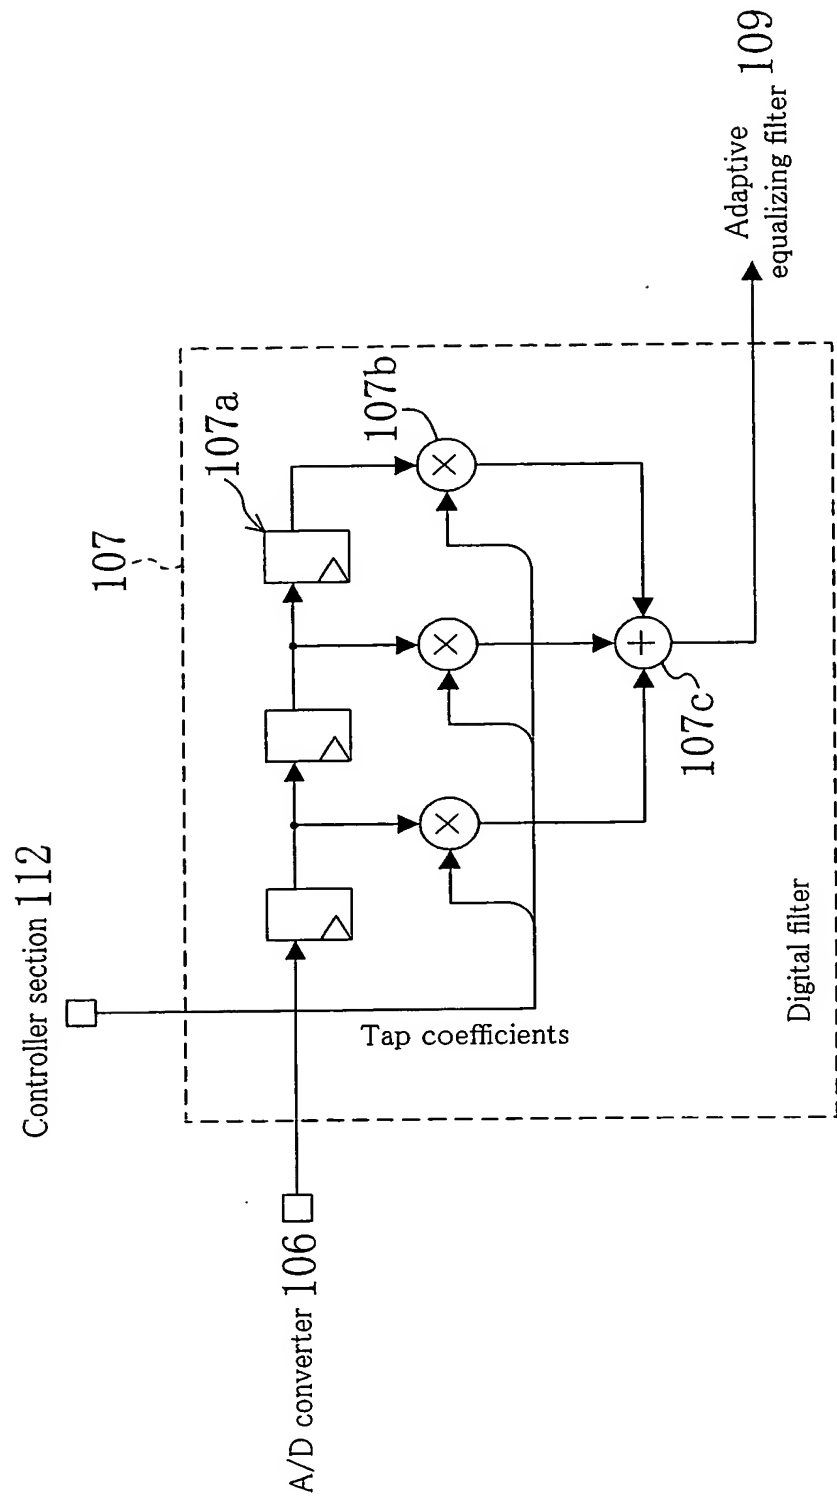 Controller section 112
107
107a
107b
A/D converter 106
Tap coefficients
107c
Digital filter
Adaptive
equalizing filter 109